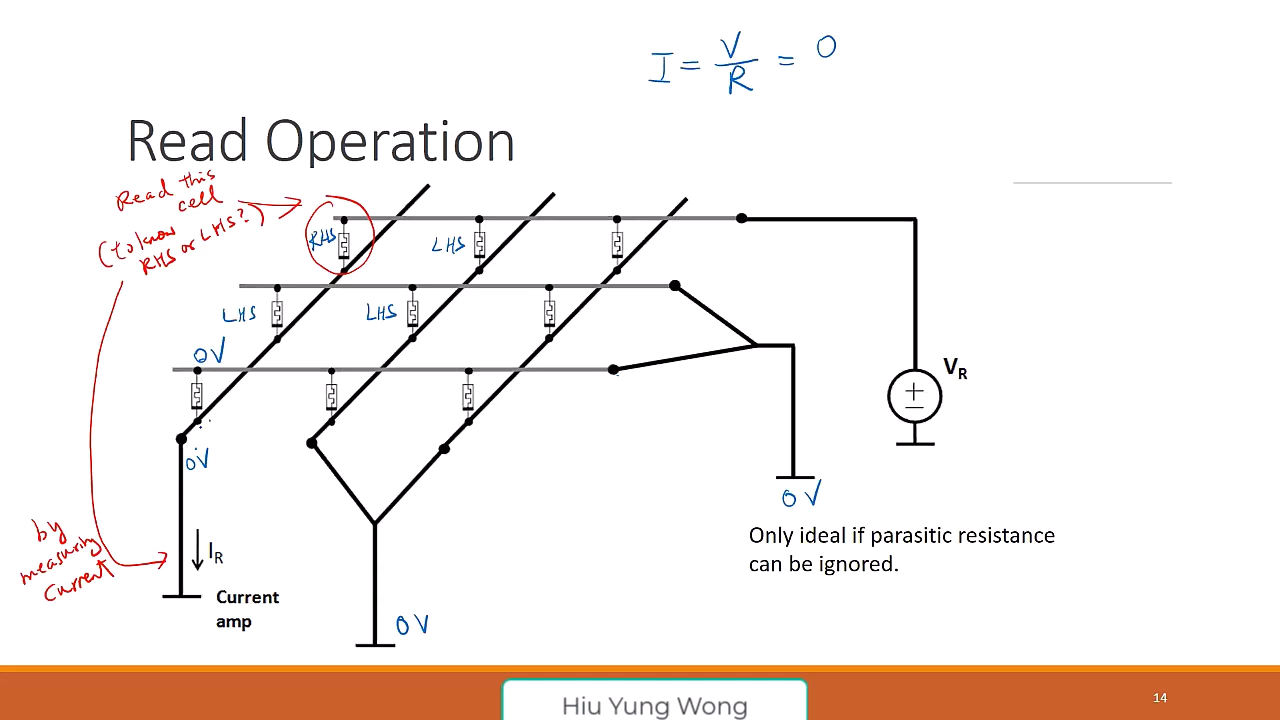 I = V/R = 0
Read Operation
Read this
cell
(to know
RHS or LHS?)
RHS
LHS
LHS
LHS
0V
VR
0V
0V
Only ideal if parasitic resistance
can be ignored.
by
measuring
current
IR
Current
amp
0V
14
Hiu Yung Wong